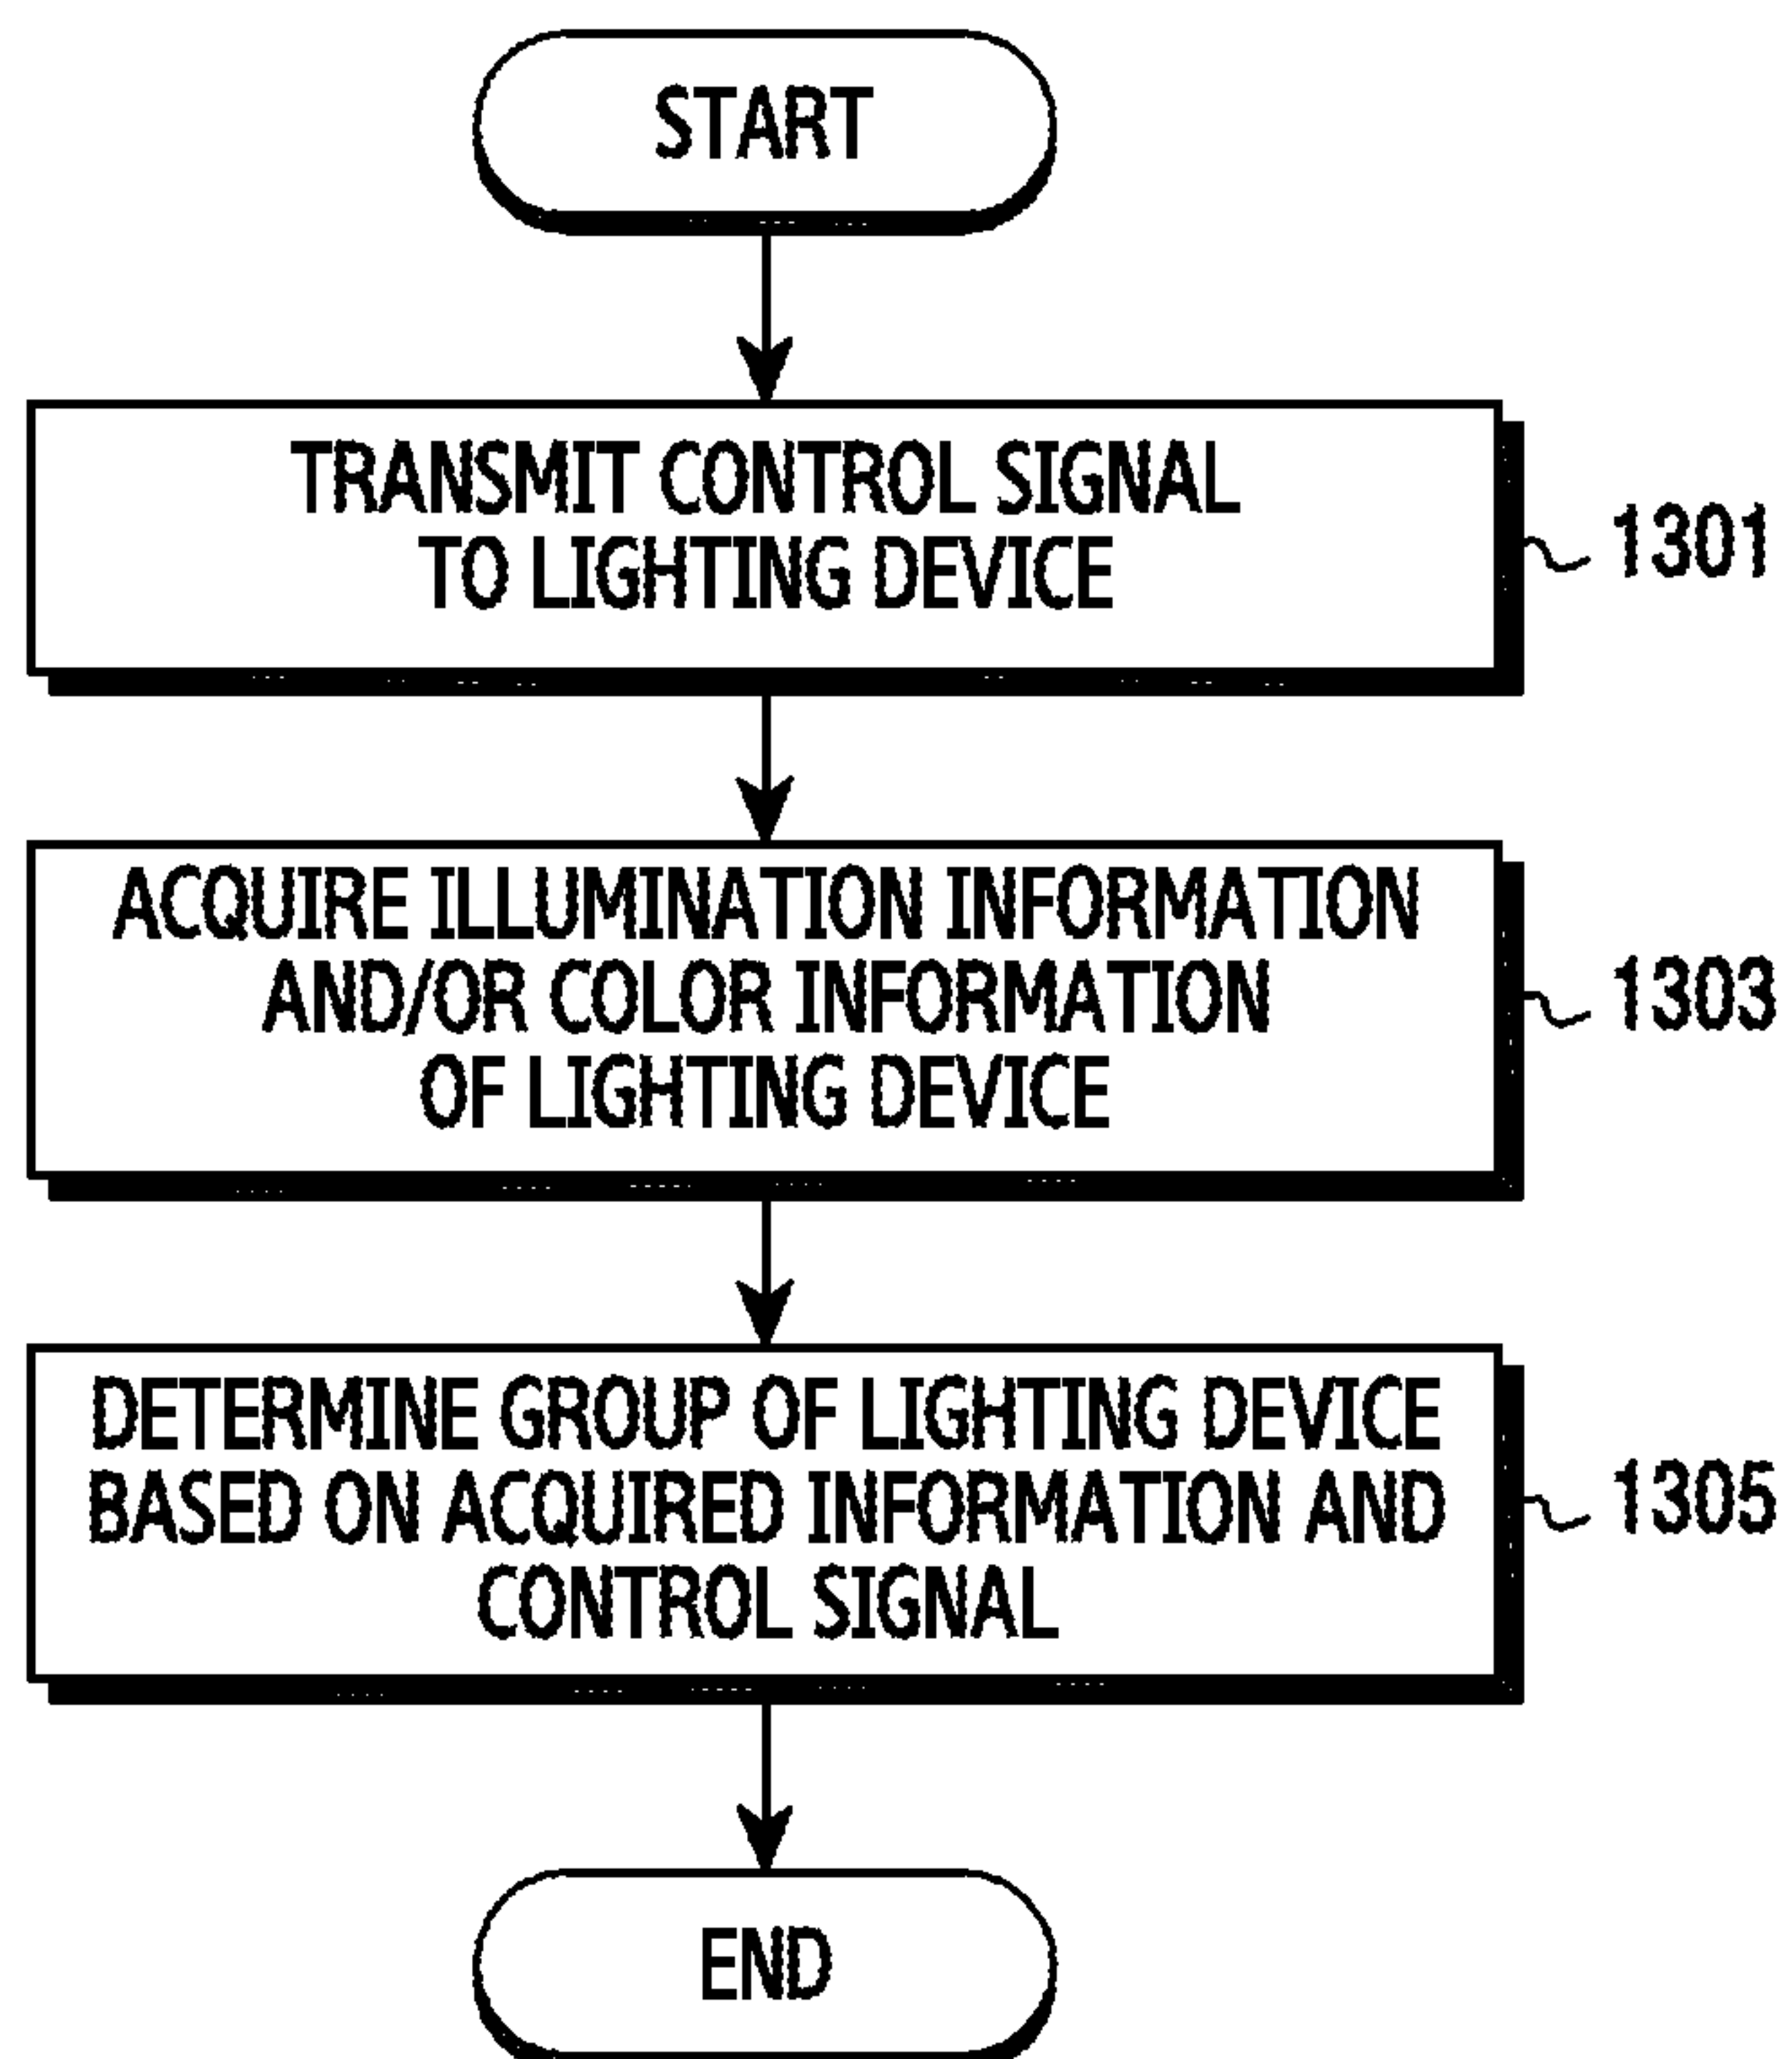 START
TRANSMIT CONTROL SIGNAL
TO LIGHTING DEVICE
1301
ACQUIRE ILLUMINATION INFORMATION
AND/OR COLOR INFORMATION
OF LIGHTING DEVICE
1303
DETERMINE GROUP OF LIGHTING DEVICE
BASED ON ACQUIRED INFORMATION AND
CONTROL SIGNAL
1305
END